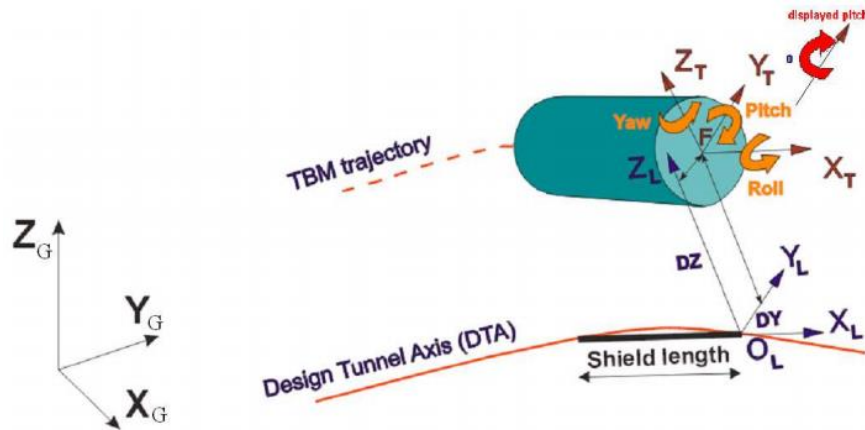 displayed pitch
θ
Z_T
Y_T
Pitch
Yaw
F
TBM trajectory
Z_L
Roll
X_T
Z_G
DZ
Y_L
Y_G
DY
X_L
Design Tunnel Axis (DTA)
Shield length
O_L
X_G